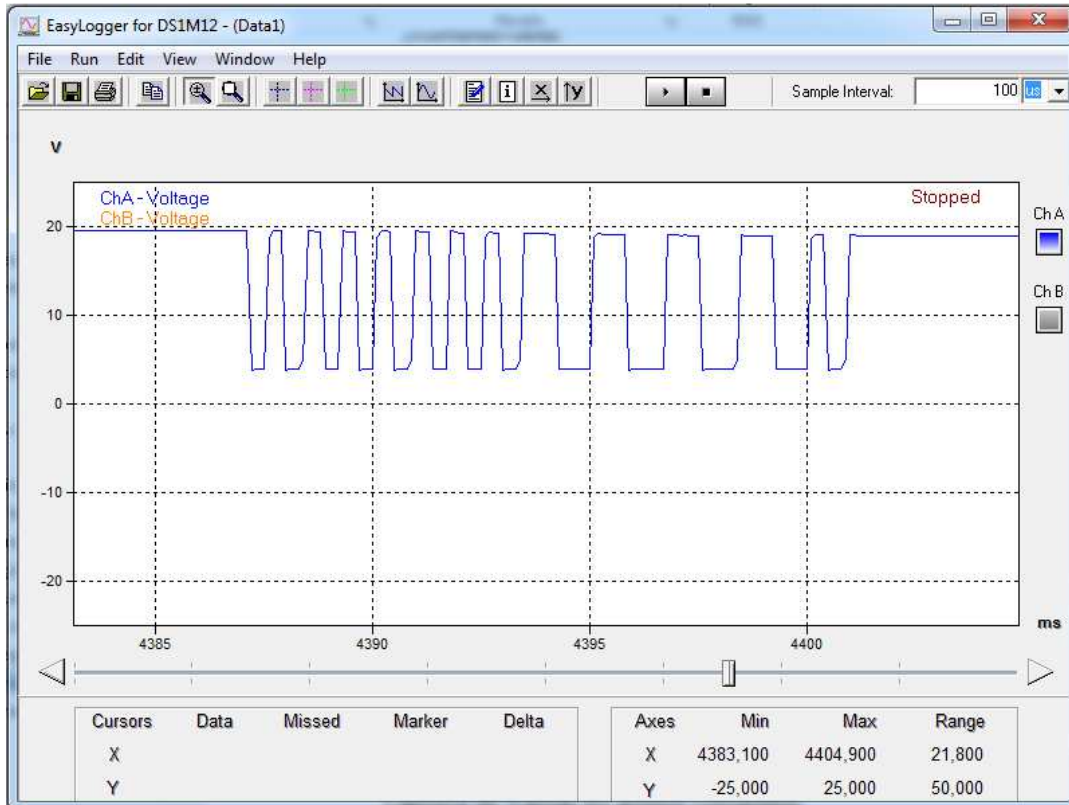 EasyLogger for DS1M12 - (Data1)
File Run Edit View Window Help
Sample Interval: 100 us
V
ChA - Voltage
ChB - Voltage
Stopped
Ch A
Ch B
20
10
0
-10
-20
ms
4385 4390 4395 4400
Cursors Data Missed Marker Delta
X
Y
Axes Min Max Range
X 4383,100 4404,900 21,800
Y -25,000 25,000 50,000